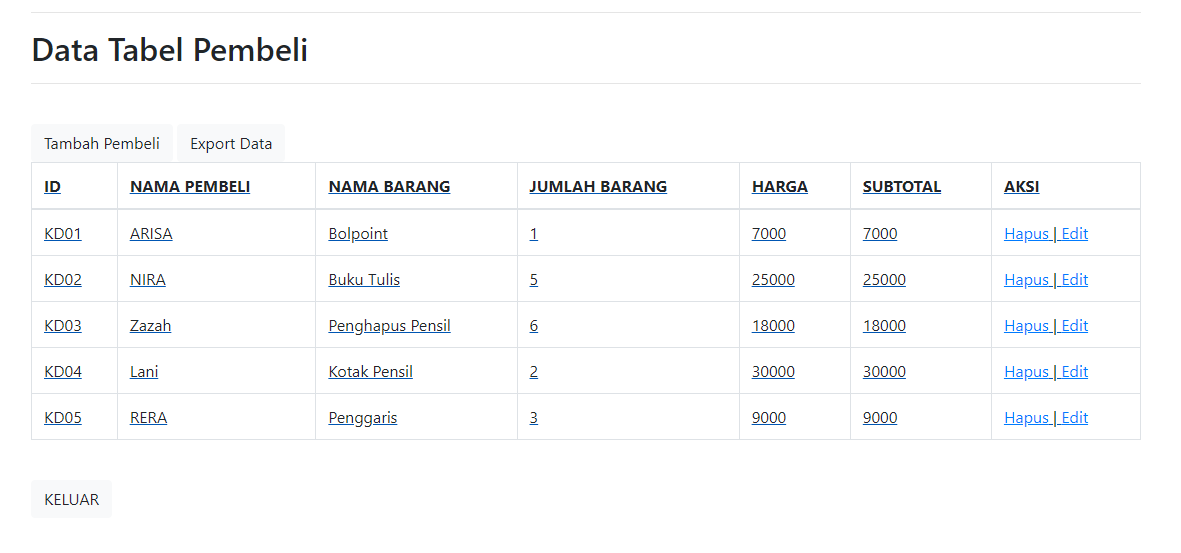 Data Tabel Pembeli
Tambah Pembeli Export Data
ID NAMA PEMBELI NAMA BARANG JUMLAH BARANG HARGA SUBTOTAL AKSI
KD01 ARISA Bolpoint 1 7000 7000 Hapus | Edit
KD02 NIRA Buku Tulis 5 25000 25000 Hapus | Edit
KD03 Zazah Penghapus Pensil 6 18000 18000 Hapus | Edit
KD04 Lani Kotak Pensil 2 30000 30000 Hapus | Edit
KD05 RERA Penggaris 3 9000 9000 Hapus | Edit
KELUAR